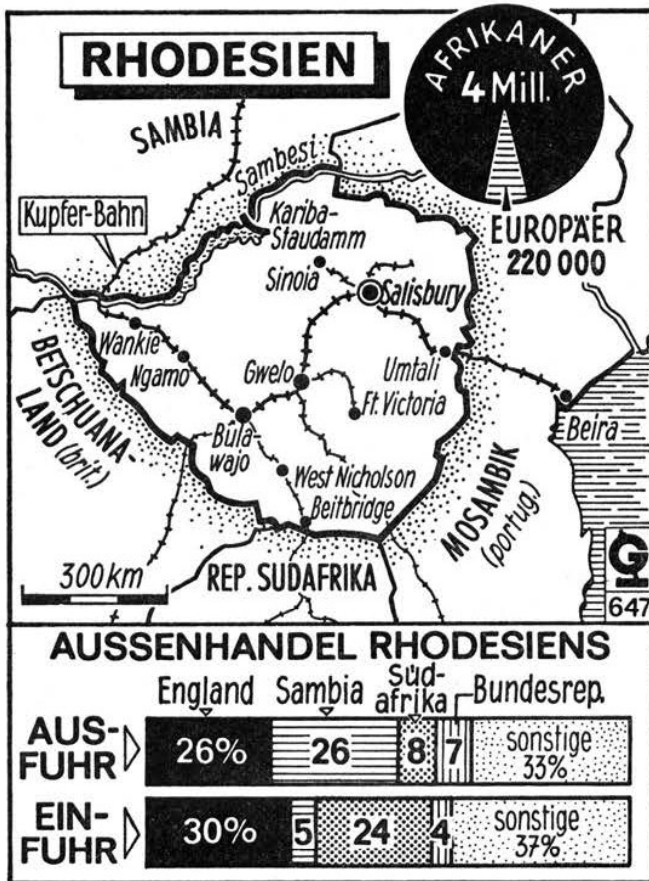 RHODESIEN
AFRIKANER
4 Mill.
EUROPÄER
220 000
SAMBIA
Sambesi
Kupfer-Bahn
Kariba-
Staudamm
Sinoia
Salisbury
Wankie
Ngamo
Gwelo
Umtali
Ft. Victoria
Beira
BETSCHUANA-
LAND (brit.)
Bula-
wajo
West Nicholson
Beitbridge
MOSAMBIK
(portug.)
300 km
REP. SÜDAFRIKA
G
647
AUSSENHANDEL RHODESIENS
England Sambia Süd-
afrika Bundesrep.
AUS-
FUHR
26% 26 8 7 sonstige
33%
EIN-
FUHR
30% 5 24 4 sonstige
37%